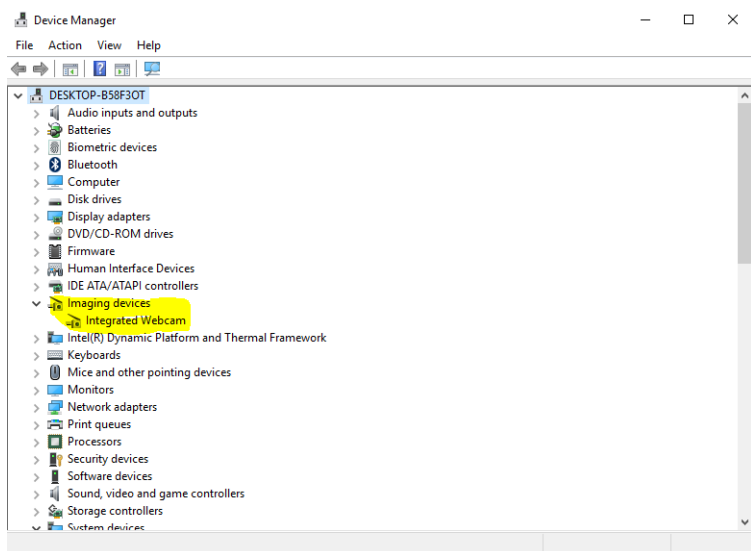 Device Manager
File Action View Help
DESKTOP-B58F3OT
Audio inputs and outputs
Batteries
Biometric devices
Bluetooth
Computer
Disk drives
Display adapters
DVD/CD-ROM drives
Firmware
Human Interface Devices
IDE ATA/ATAPI controllers
Imaging devices
Integrated Webcam
Intel(R) Dynamic Platform and Thermal Framework
Keyboards
Mice and other pointing devices
Monitors
Network adapters
Print queues
Processors
Security devices
Software devices
Sound, video and game controllers
Storage controllers
System devices